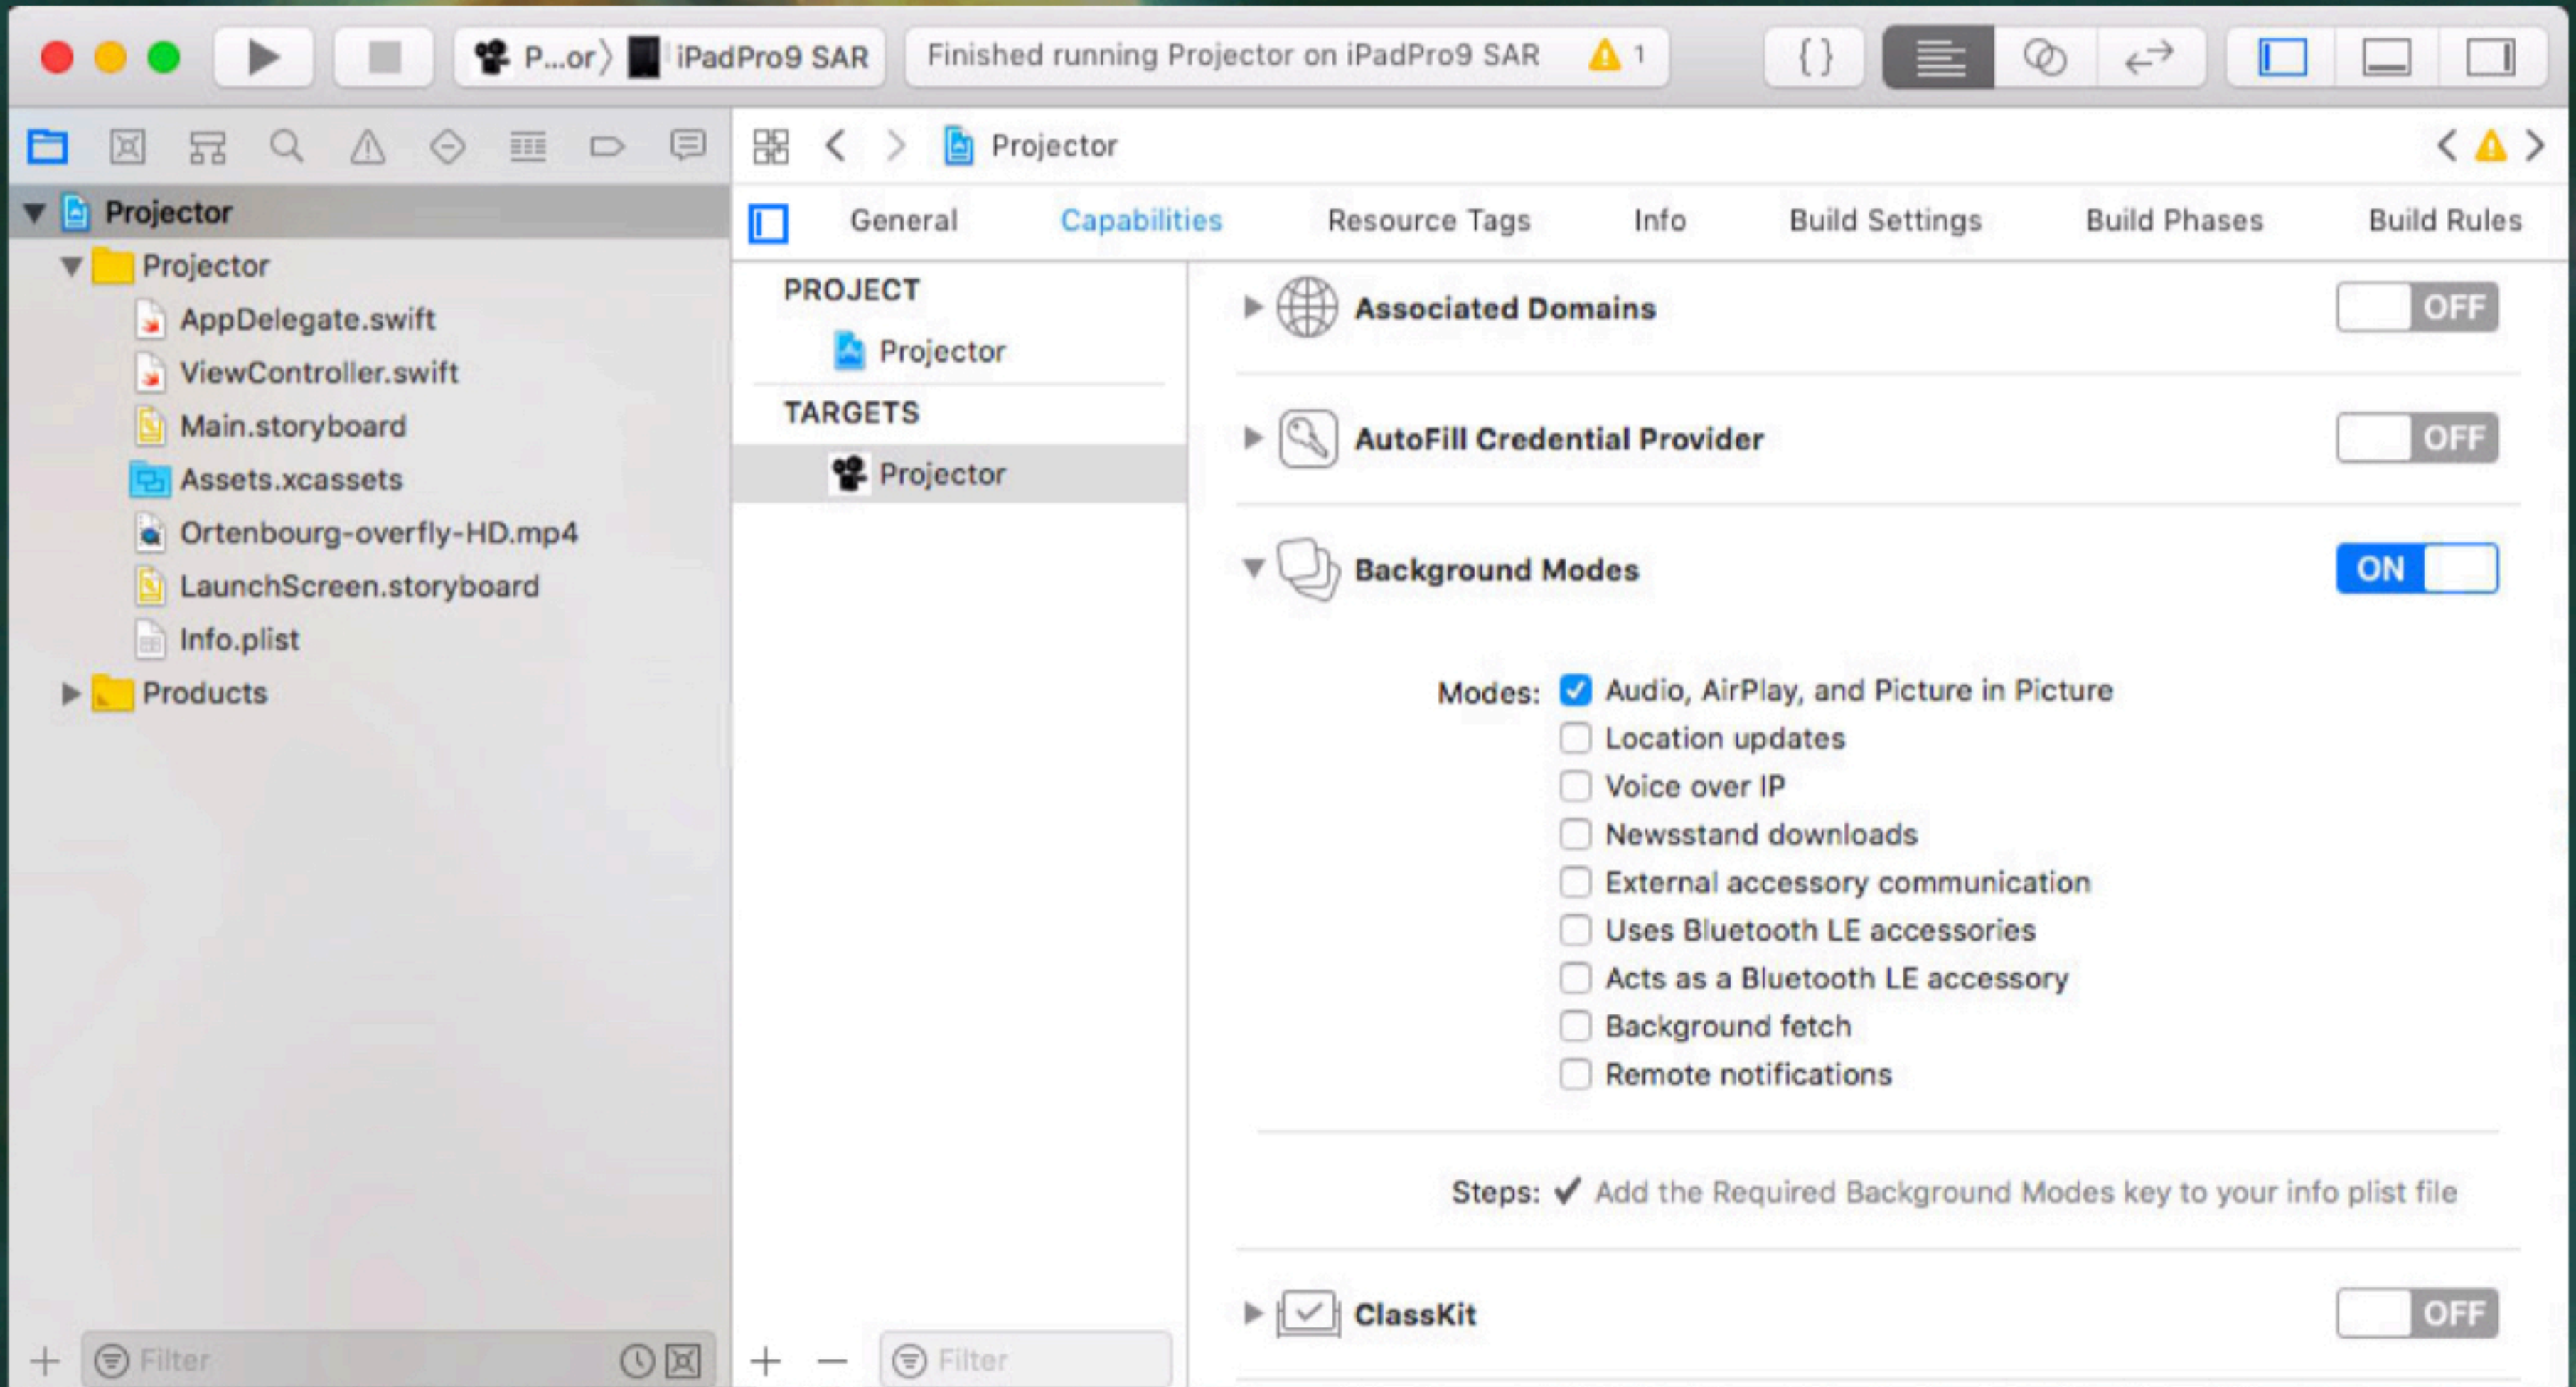 P...or〉 iPadPro9 SAR
Finished running Projector on iPadPro9 SAR 1
{ }
Projector
Projector
AppDelegate.swift
ViewController.swift
Main.storyboard
Assets.xcassets
Ortenbourg-overfly-HD.mp4
LaunchScreen.storyboard
Info.plist
Products
Filter
Projector
General Capabilities Resource Tags Info Build Settings Build Phases Build Rules
PROJECT
Projector
TARGETS
Projector
Filter
Associated Domains OFF
AutoFill Credential Provider OFF
Background Modes ON
Modes: Audio, AirPlay, and Picture in Picture
Location updates
Voice over IP
Newsstand downloads
External accessory communication
Uses Bluetooth LE accessories
Acts as a Bluetooth LE accessory
Background fetch
Remote notifications
Steps: ✓ Add the Required Background Modes key to your info plist file
ClassKit OFF